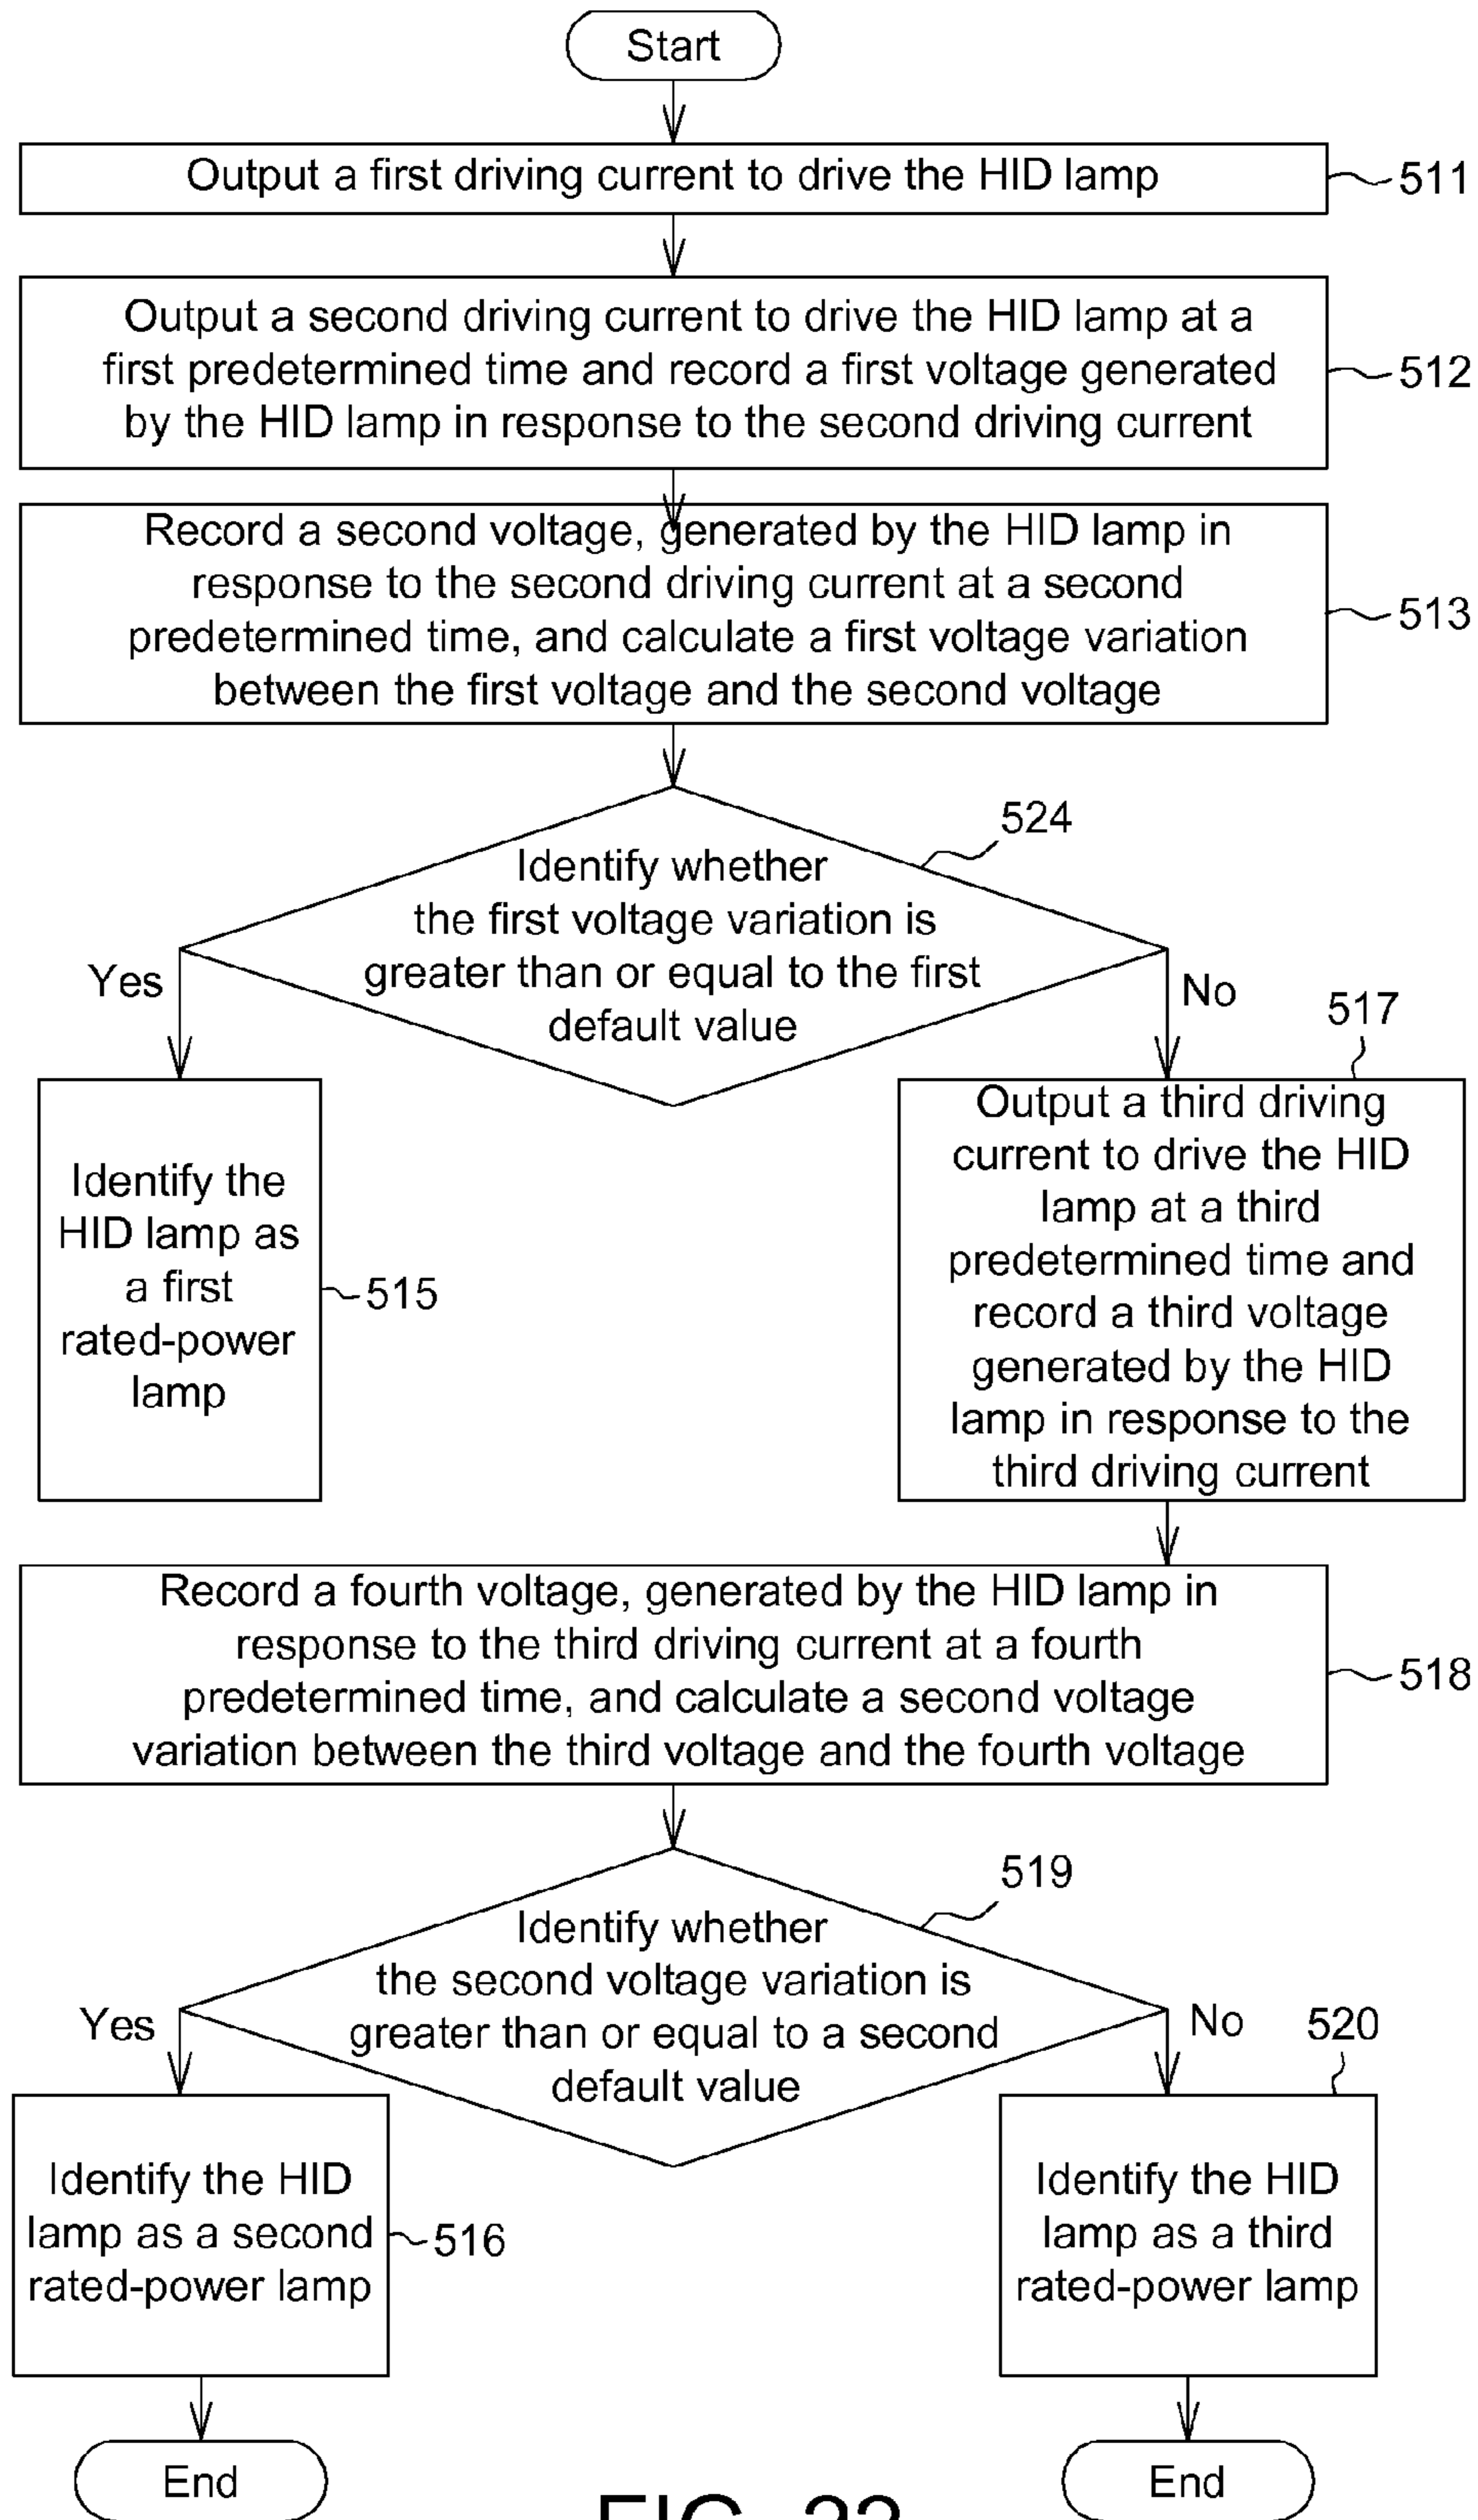 Start
Output a first driving current to drive the HID lamp
511
Output a second driving current to drive the HID lamp at a
first predetermined time and record a first voltage generated
by the HID lamp in response to the second driving current
512
Record a second voltage, generated by the HID lamp in
response to the second driving current at a second
predetermined time, and calculate a first voltage variation
between the first voltage and the second voltage
513
524
Identify whether
the first voltage variation is
greater than or equal to the first
default value
Yes
No
517
Identify the
HID lamp as
a first
rated-power
lamp
515
Output a third driving
current to drive the HID
lamp at a third
predetermined time and
record a third voltage
generated by the HID
lamp in response to the
third driving current
Record a fourth voltage, generated by the HID lamp in
response to the third driving current at a fourth
predetermined time, and calculate a second voltage
variation between the third voltage and the fourth voltage
518
519
Identify whether
the second voltage variation is
greater than or equal to a second
default value
Yes
No
520
Identify the HID
lamp as a second
rated-power lamp
516
Identify the HID
lamp as a third
rated-power lamp
End
End